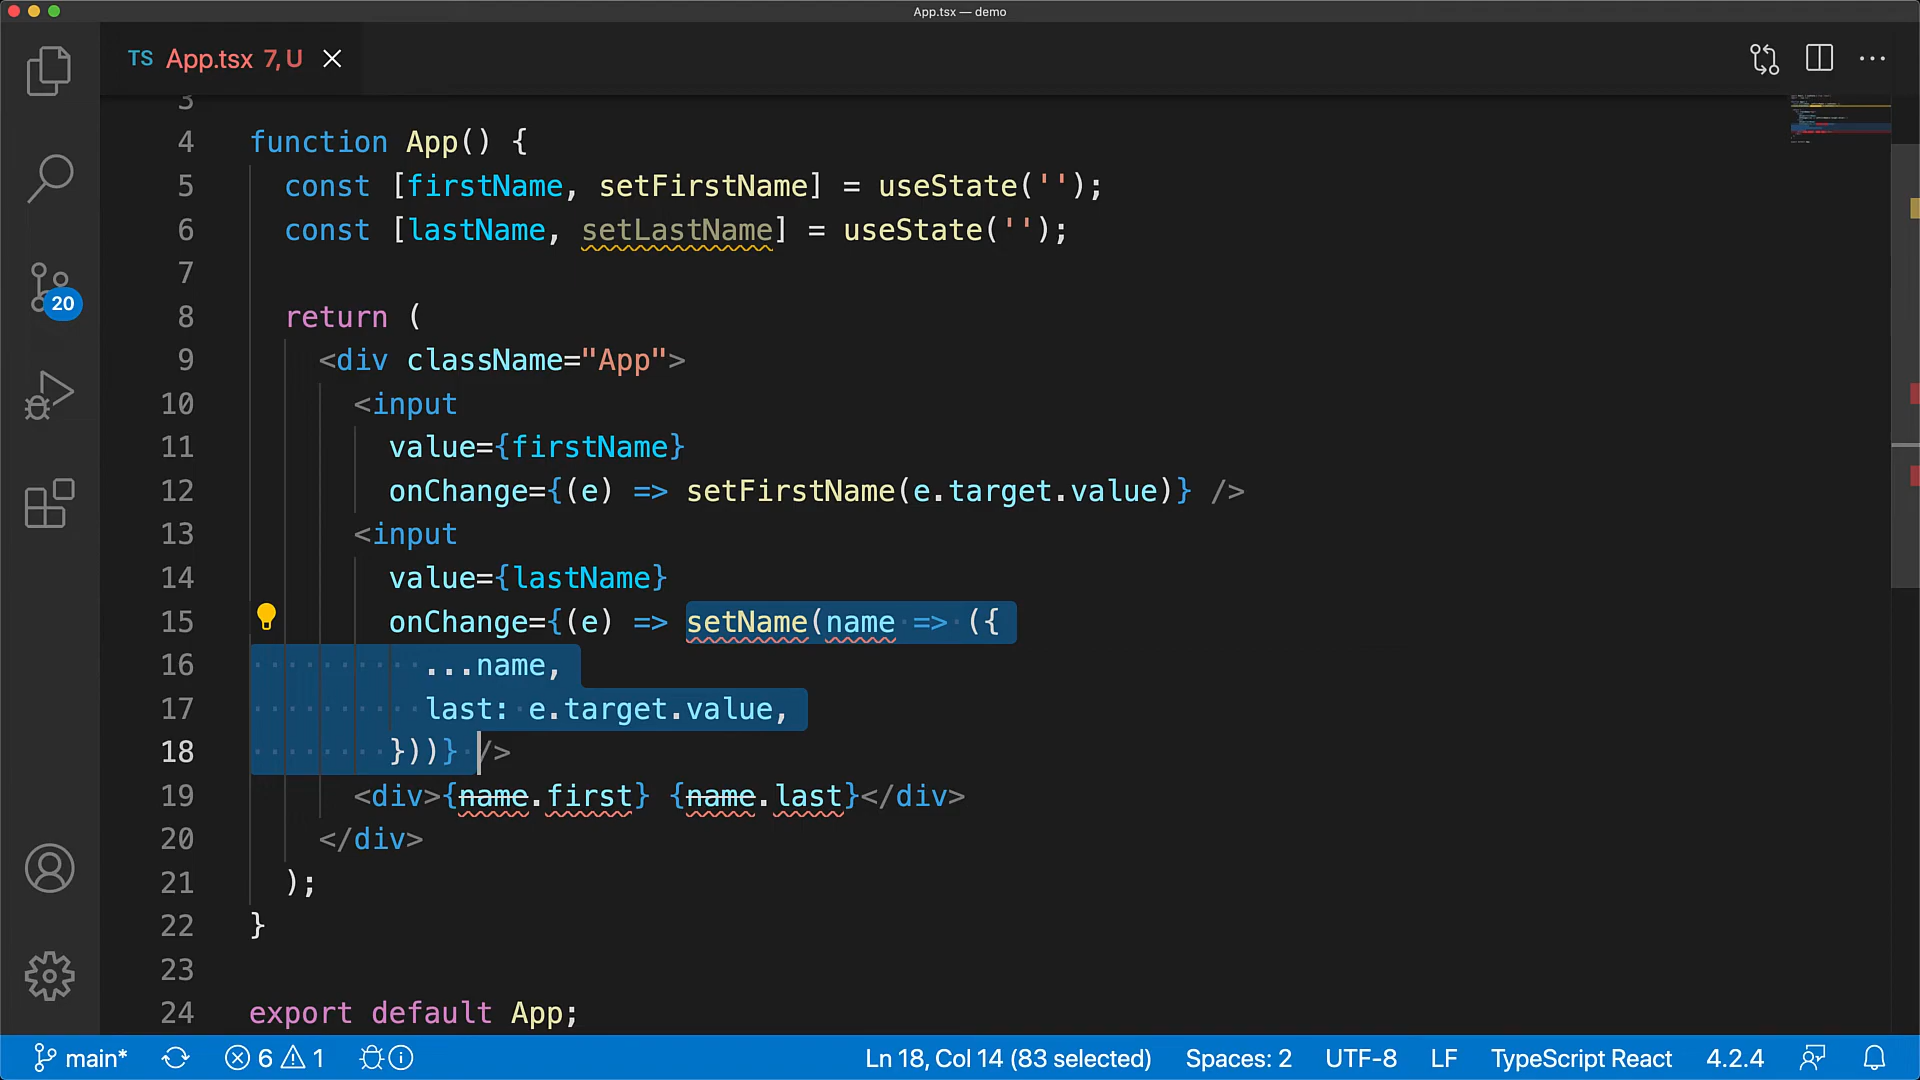 App.tsx — demo
TS App.tsx 7, U
3
4 function App() {
5 const [firstName, setFirstName] = useState('');
6 const [lastName, setLastName] = useState('');
7
8 return (
9 <div className="App">
10 <input
11 value={firstName}
12 onChange={(e) => setFirstName(e.target.value)} />
13 <input
14 value={lastName}
15 onChange={(e) => setName(name => ({
16 ...name,
17 last: e.target.value,
18 }))} />
19 <div>{name.first} {name.last}</div>
20 </div>
21 );
22 }
23
24 export default App;
20
main* 6 1 Ln 18, Col 14 (83 selected) Spaces: 2 UTF-8 LF TypeScript React 4.2.4